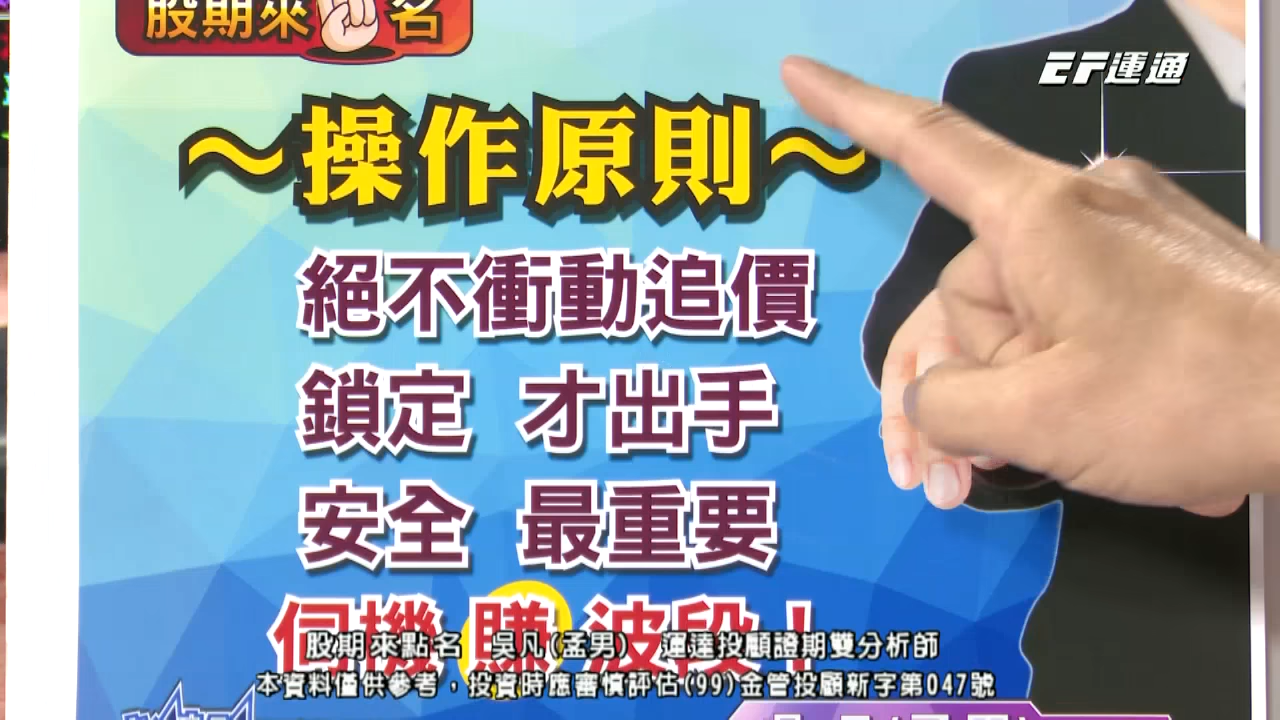 股期來 名
EF運通
～操作原則～
絕不衝動追價
鎖定 才出手
安全 最重要
伺機 賺 波段！
股期來點名 吳凡(孟男) 運達投顧證期雙分析師
本資料僅供參考，投資時應審慎評估(99)金管投顧新字第047號